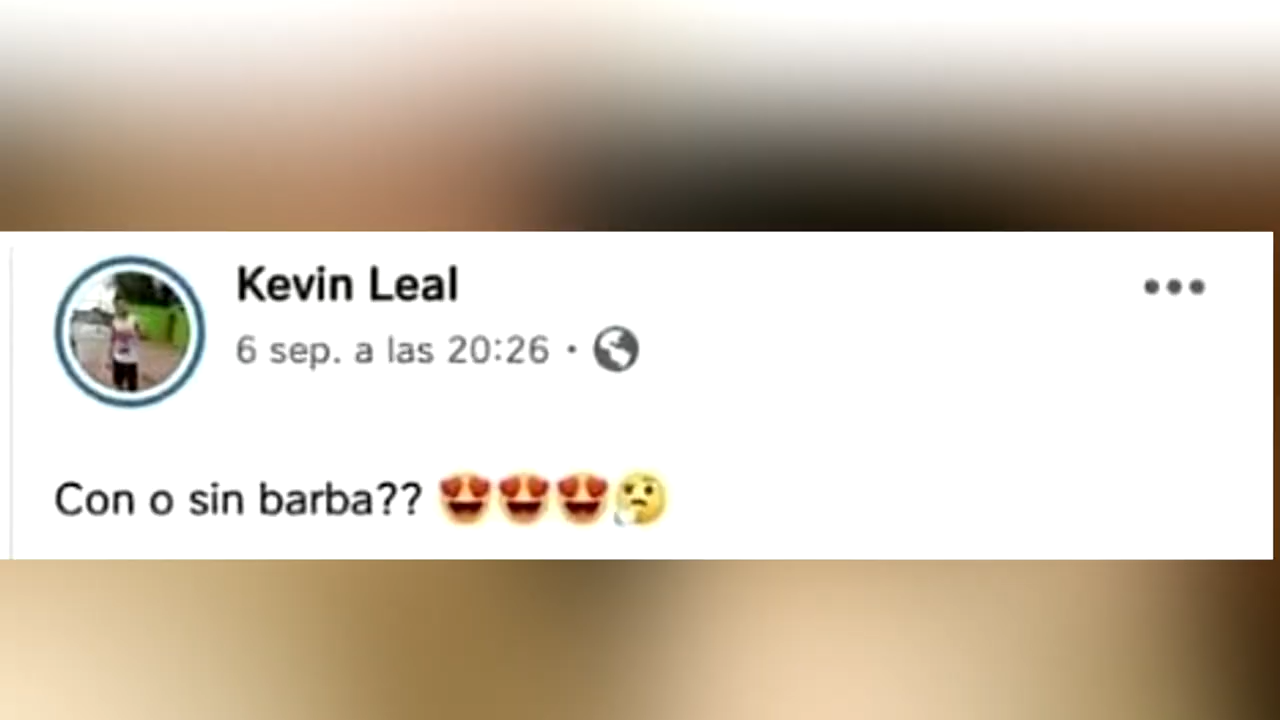 Kevin Leal
6 sep. a las 20:26 ·
Con o sin barba?? 😍😍😍🤔